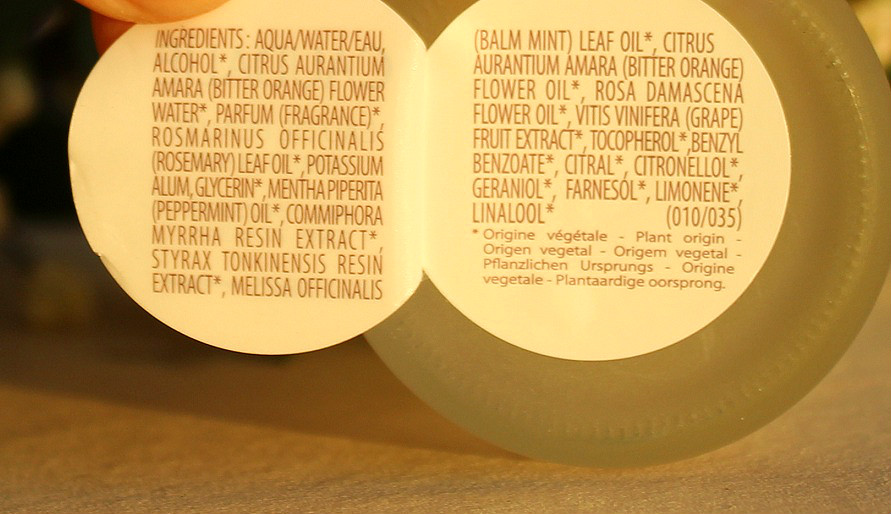 INGREDIENTS : AQUA/WATER/EAU,
ALCOHOL*, CITRUS AURANTIUM
AMARA (BITTER ORANGE) FLOWER
WATER*, PARFUM (FRAGRANCE)*,
ROSMARINUS OFFICINALIS
(ROSEMARY) LEAF OIL*, POTASSIUM
ALUM, GLYCERIN*, MENTHA PIPERITA
(PEPPERMINT) OIL*, COMMIPHORA
MYRRHA RESIN EXTRACT*,
STYRAX TONKINENSIS RESIN
EXTRACT*, MELISSA OFFICINALIS
(BALM MINT) LEAF OIL*, CITRUS
AURANTIUM AMARA (BITTER ORANGE)
FLOWER OIL*, ROSA DAMASCENA
FLOWER OIL*, VITIS VINIFERA (GRAPE)
FRUIT EXTRACT*, TOCOPHEROL*,BENZYL
BENZOATE*, CITRAL*, CITRONELLOL*,
GERANIOL*, FARNESOL*, LIMONENE*,
LINALOOL* (010/035)
* Origine végétale - Plant origin -
Origen vegetal - Origem vegetal -
Pflanzlichen Ursprungs - Origine
vegetale - Plantaardige oorsprong.